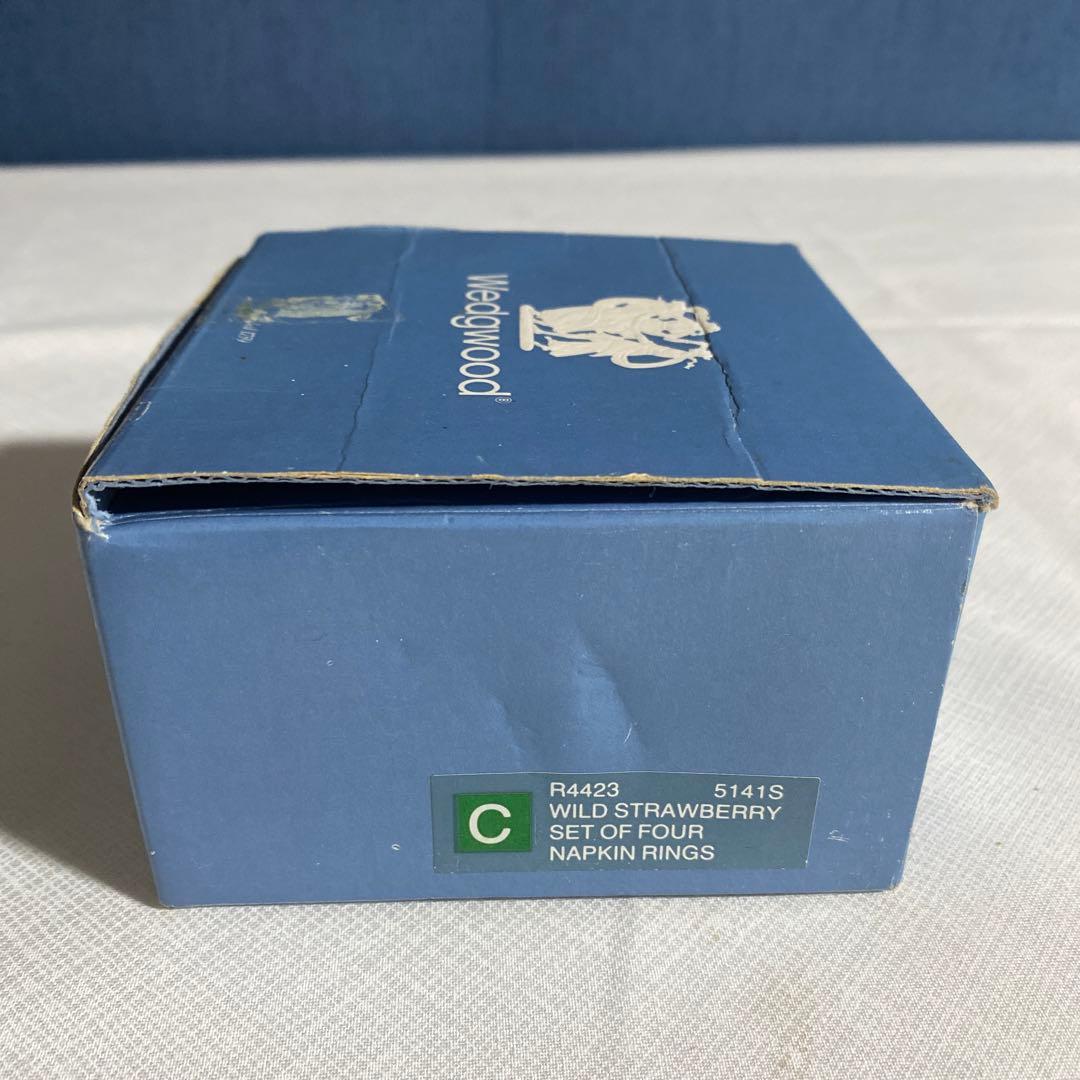 Wedgwood®
C
R4423 5141S
WILD STRAWBERRY
SET OF FOUR
NAPKIN RINGS